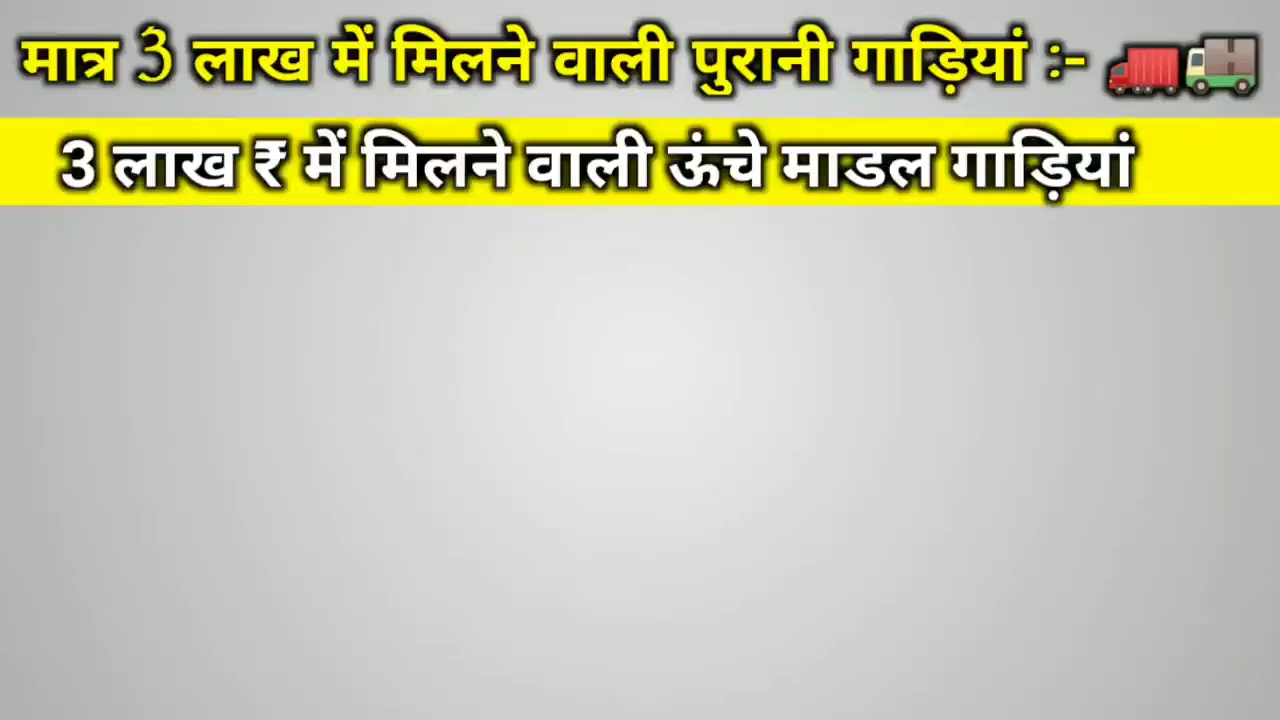 मात्र 3 लाख में मिलने वाली पुरानी गाड़ियां :-
3 लाख ₹ में मिलने वाली ऊंचे माडल गाड़ियां